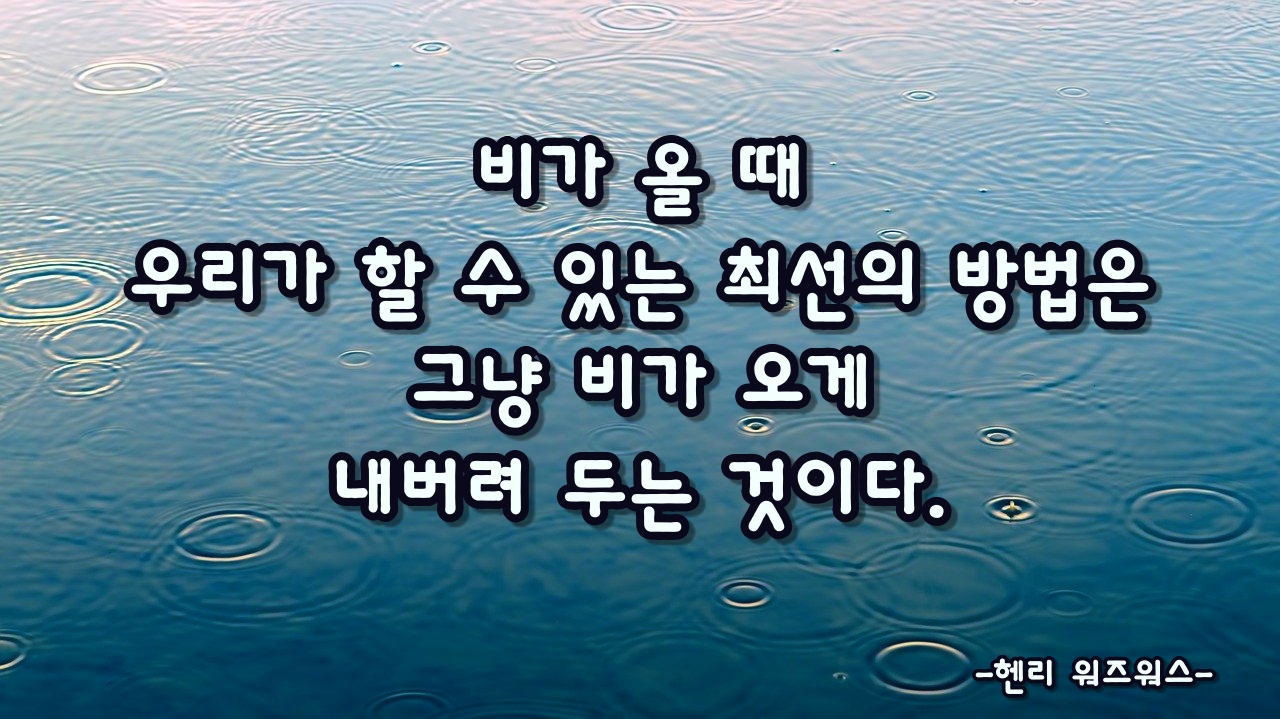 비가 올 때
우리가 할 수 있는 최선의 방법은
그냥 비가 오게
내버려 두는 것이다.
-헨리 워즈워스-